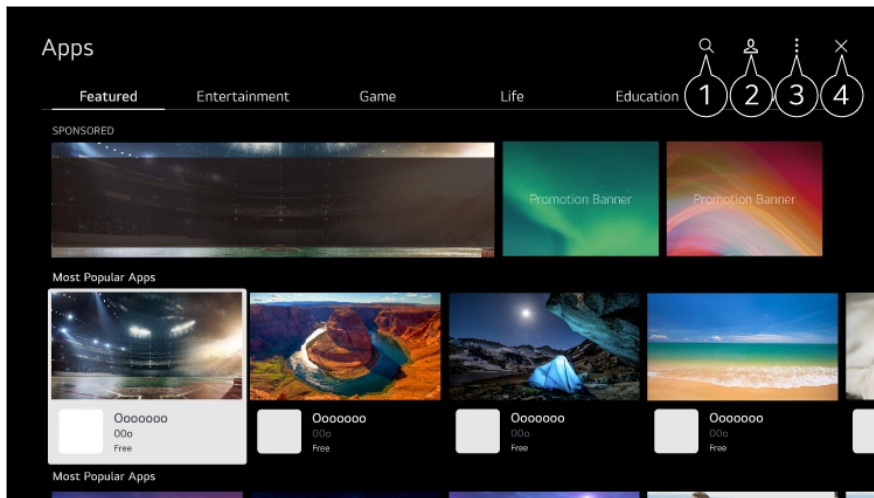 Apps
Featured Entertainment Game Life Education
1 2 3 4
SPONSORED
Promotion Banner Promotion Banner
Most Popular Apps
Ooooooo Ooooooo Ooooooo Ooooooo
00o 00o 00o 00o
Free Free Free Free
Most Popular Apps